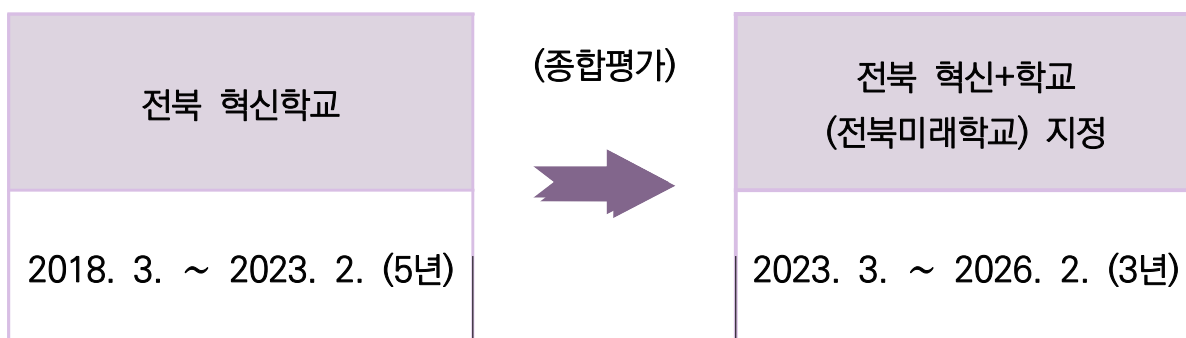 전북 혁신학교
2018. 3. ~ 2023. 2. (5년)
(종합평가)
전북 혁신+학교
(전북미래학교) 지정
2023. 3. ~ 2026. 2. (3년)